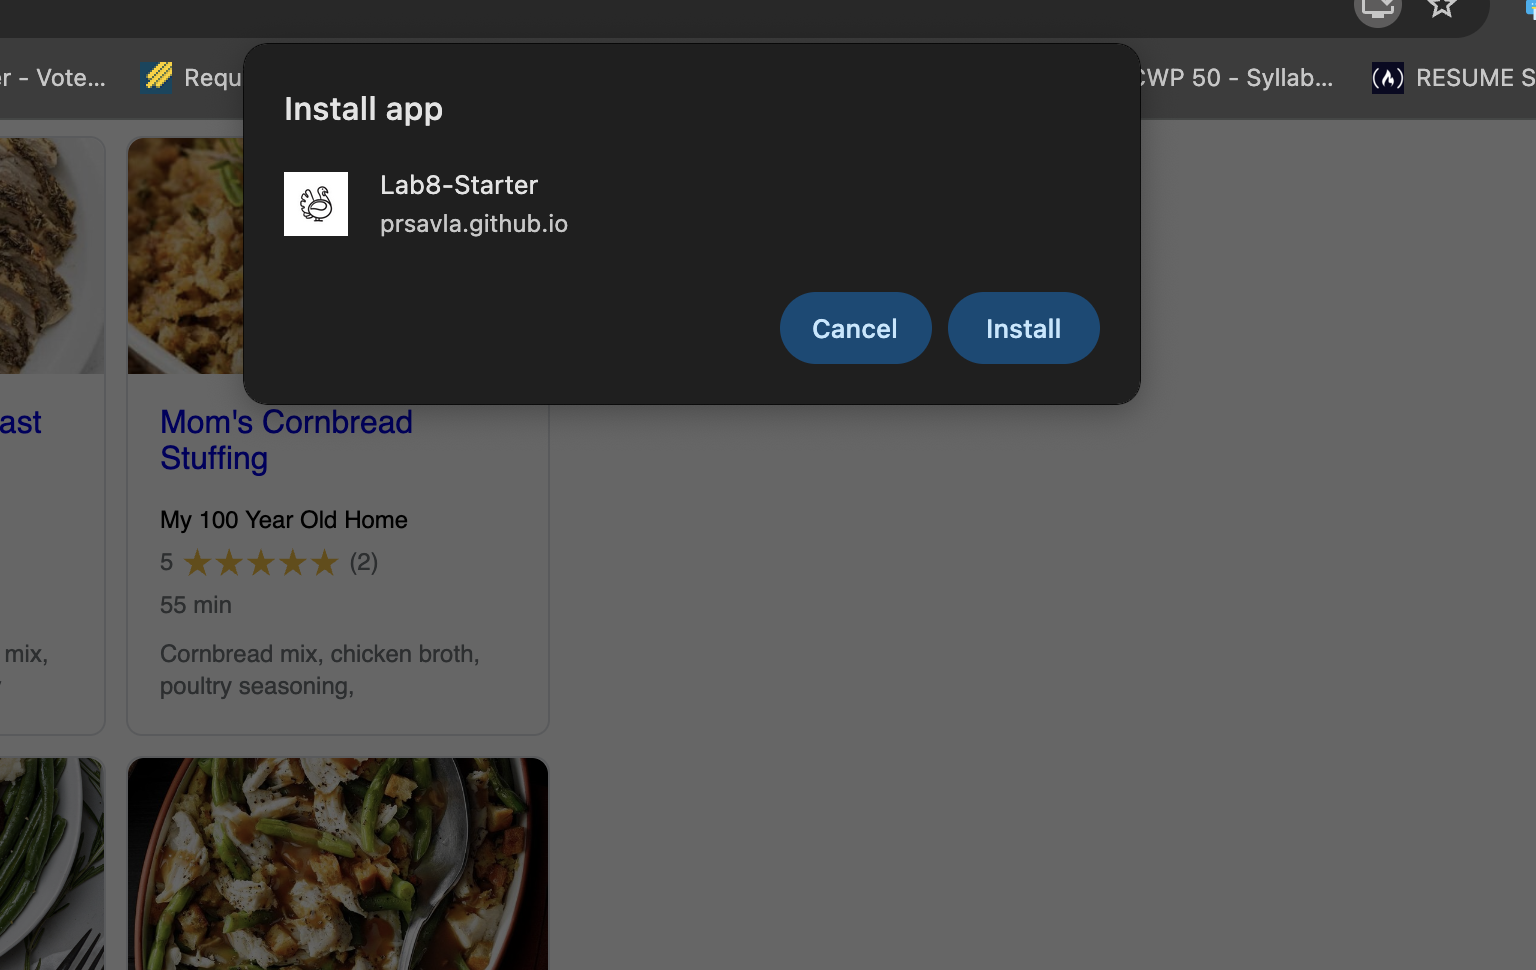 er - Vote...
Requ
CWP 50 - Syllab...
RESUME S
Install app
Lab8-Starter
prsavla.github.io
Cancel
Install
ast
Mom's Cornbread
Stuffing
My 100 Year Old Home
5 ★★★★★ (2)
55 min
mix,
Cornbread mix, chicken broth,
poultry seasoning,